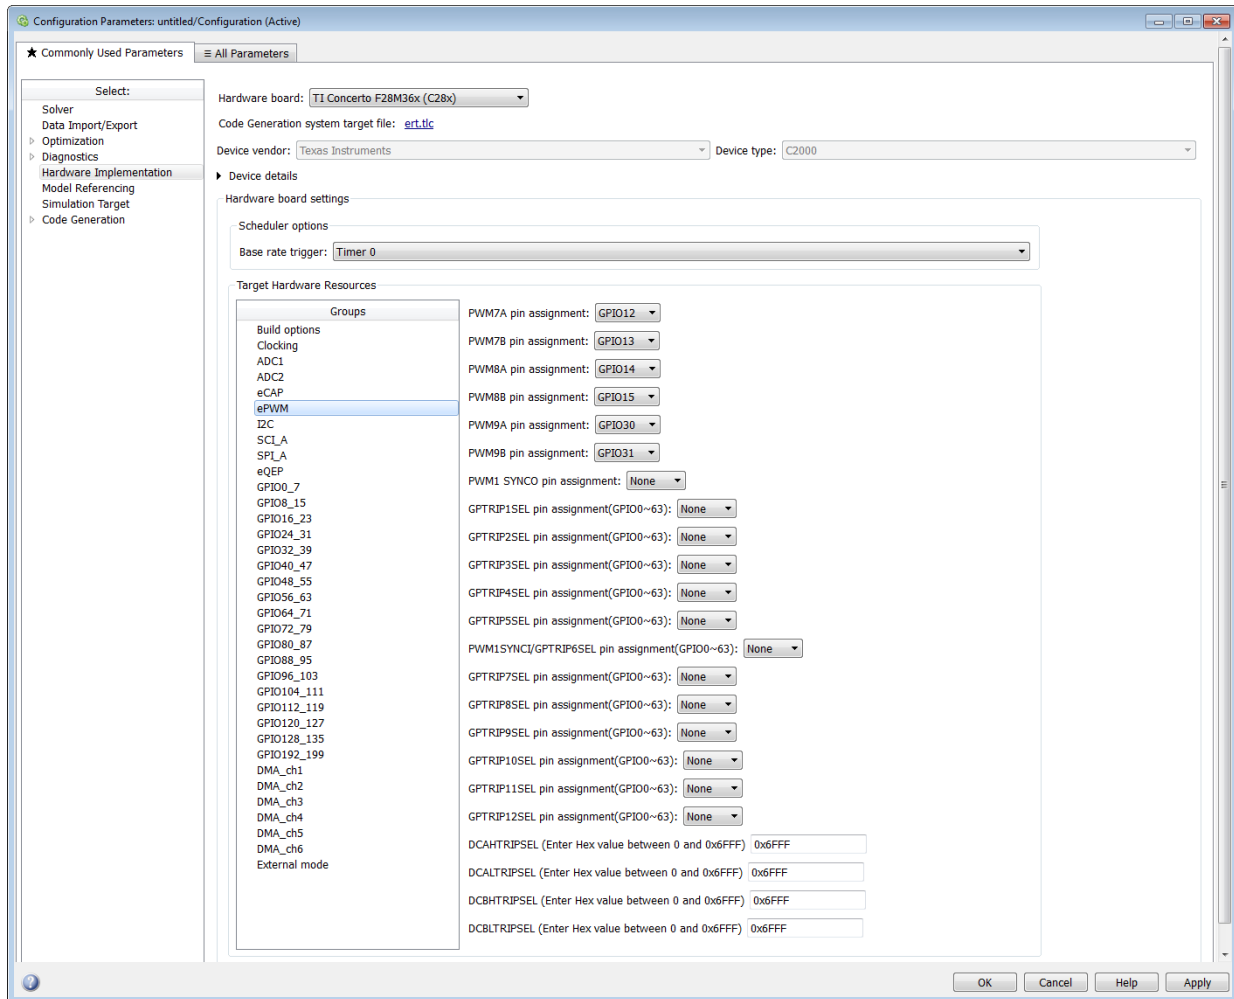 Configuration Parameters: untitled/Configuration (Active)
★ Commonly Used Parameters
≡ All Parameters
Select:
Solver
Data Import/Export
Optimization
Diagnostics
Hardware Implementation
Model Referencing
Simulation Target
Code Generation
Hardware board: TI Concerto F28M36x (C28x)
Code Generation system target file: ert.tlc
Device vendor: Texas Instruments Device type: C2000
Device details
Hardware board settings
Scheduler options
Base rate trigger: Timer 0
Target Hardware Resources
Groups
Build options
Clocking
ADC1
ADC2
eCAP
ePWM
I2C
SCI_A
SPI_A
eQEP
GPIO0_7
GPIO8_15
GPIO16_23
GPIO24_31
GPIO32_39
GPIO40_47
GPIO48_55
GPIO56_63
GPIO64_71
GPIO72_79
GPIO80_87
GPIO88_95
GPIO96_103
GPIO104_111
GPIO112_119
GPIO120_127
GPIO128_135
GPIO192_199
DMA_ch1
DMA_ch2
DMA_ch3
DMA_ch4
DMA_ch5
DMA_ch6
External mode
PWM7A pin assignment: GPIO12
PWM7B pin assignment: GPIO13
PWM8A pin assignment: GPIO14
PWM8B pin assignment: GPIO15
PWM9A pin assignment: GPIO30
PWM9B pin assignment: GPIO31
PWM1 SYNCO pin assignment: None
GPTRIP1SEL pin assignment(GPIO0~63): None
GPTRIP2SEL pin assignment(GPIO0~63): None
GPTRIP3SEL pin assignment(GPIO0~63): None
GPTRIP4SEL pin assignment(GPIO0~63): None
GPTRIP5SEL pin assignment(GPIO0~63): None
PWM1SYNCI/GPTRIP6SEL pin assignment(GPIO0~63): None
GPTRIP7SEL pin assignment(GPIO0~63): None
GPTRIP8SEL pin assignment(GPIO0~63): None
GPTRIP9SEL pin assignment(GPIO0~63): None
GPTRIP10SEL pin assignment(GPIO0~63): None
GPTRIP11SEL pin assignment(GPIO0~63): None
GPTRIP12SEL pin assignment(GPIO0~63): None
DCAHTRIPSEL (Enter Hex value between 0 and 0x6FFF) 0x6FFF
DCALTRIPSEL (Enter Hex value between 0 and 0x6FFF) 0x6FFF
DCBHTRIPSEL (Enter Hex value between 0 and 0x6FFF) 0x6FFF
DCBLTRIPSEL (Enter Hex value between 0 and 0x6FFF) 0x6FFF
OK Cancel Help Apply